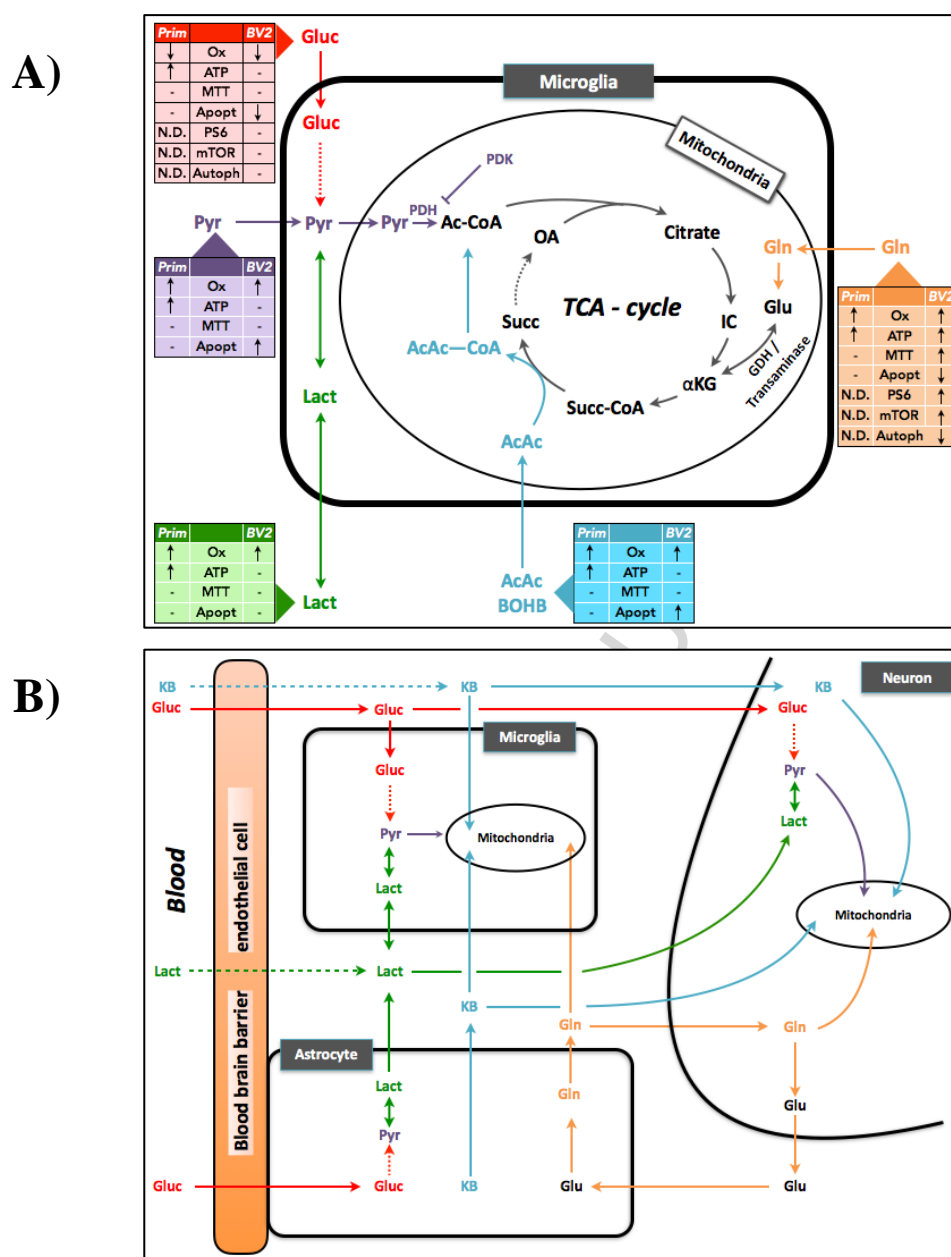 A)
Prim BV2
↓ Ox ↓
↑ ATP -
- MTT -
- Apopt ↓
N.D. PS6 -
N.D. mTOR -
N.D. Autoph -
Gluc
Microglia
Gluc
Mitochondria
PDK
Pyr
Pyr
Pyr
PDH
Ac-CoA
OA
Citrate
Gln
Gln
Prim BV2
↑ Ox ↑
↑ ATP -
- MTT -
- Apopt ↑
TCA - cycle
Succ
IC
Glu
AcAc—CoA
αKG
GDH /
Transaminase
Succ-CoA
Prim BV2
↑ Ox ↑
↑ ATP ↑
- MTT ↑
- Apopt ↓
N.D. PS6 ↑
N.D. mTOR ↑
N.D. Autoph ↓
Lact
AcAc
Prim BV2
↑ Ox ↑
↑ ATP -
- MTT -
- Apopt -
Lact
AcAc
BOHB
Prim BV2
↑ Ox ↑
↑ ATP -
- MTT -
- Apopt ↑
B)
KB
KB
KB
Neuron
Gluc
Gluc
Gluc
Microglia
Gluc
Pyr
Pyr
Mitochondria
Lact
Lact
Blood
endothelial cell
Blood brain barrier
Mitochondria
Lact
Lact
KB
Gln
Gln
Astrocyte
Lact
Gln
Glu
Pyr
Gluc
Gluc
KB
Glu
Glu